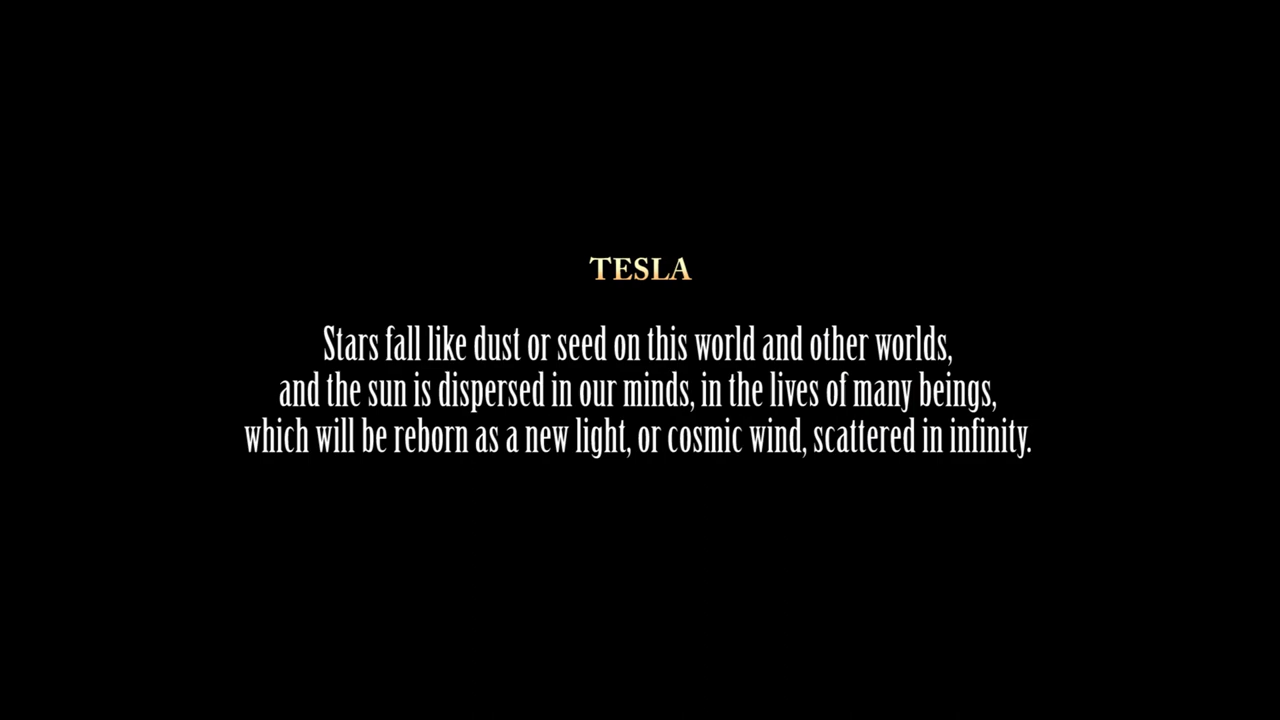 TESLA
Stars fall like dust or seed on this world and other worlds,
and the sun is dispersed in our minds, in the lives of many beings,
which will be reborn as a new light, or cosmic wind, scattered in infinity.